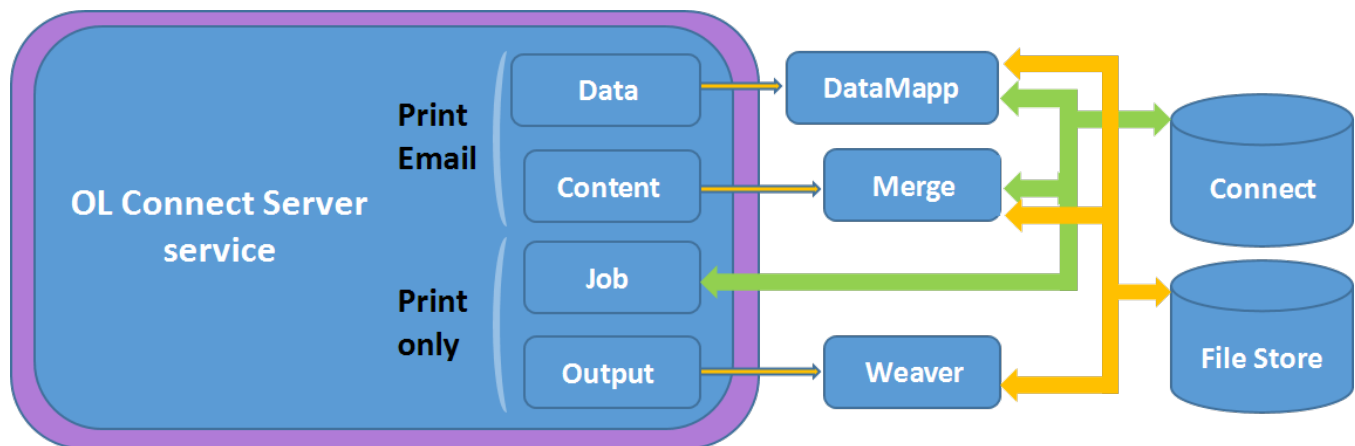 Print
Email
Data
DataMapp
Content
Merge
Connect
OL Connect Server
service
Job
Print
only
Output
Weaver
File Store